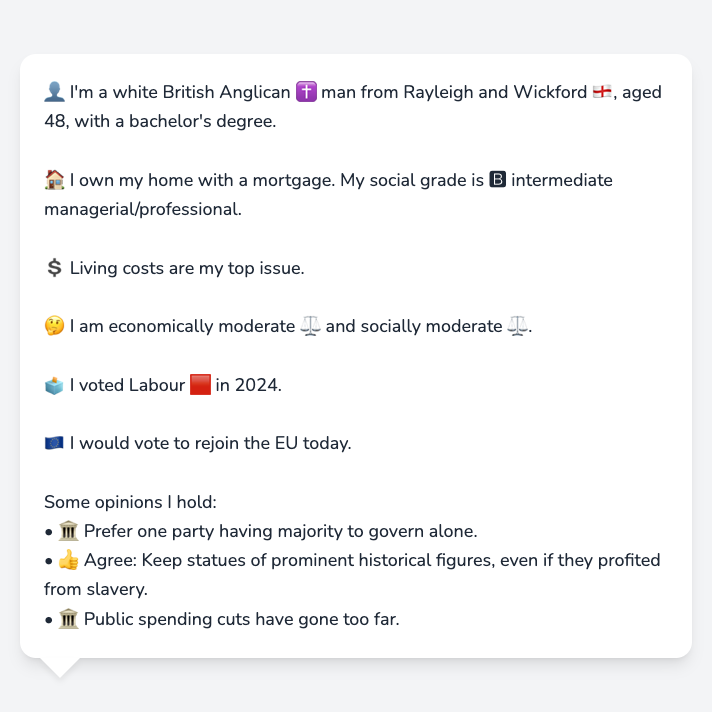 👤 I'm a white British Anglican ✝️ man from Rayleigh and Wickford 🏴󠁧󠁢󠁥󠁮󠁧󠁿, aged
48, with a bachelor's degree.
🏠 I own my home with a mortgage. My social grade is 🅱 intermediate
managerial/professional.
💲 Living costs are my top issue.
🤔 I am economically moderate ⚖️ and socially moderate ⚖️.
🗳️ I voted Labour 🟥 in 2024.
🇪🇺 I would vote to rejoin the EU today.
Some opinions I hold:
• 🏛️ Prefer one party having majority to govern alone.
• 👍 Agree: Keep statues of prominent historical figures, even if they profited
from slavery.
• 🏛️ Public spending cuts have gone too far.